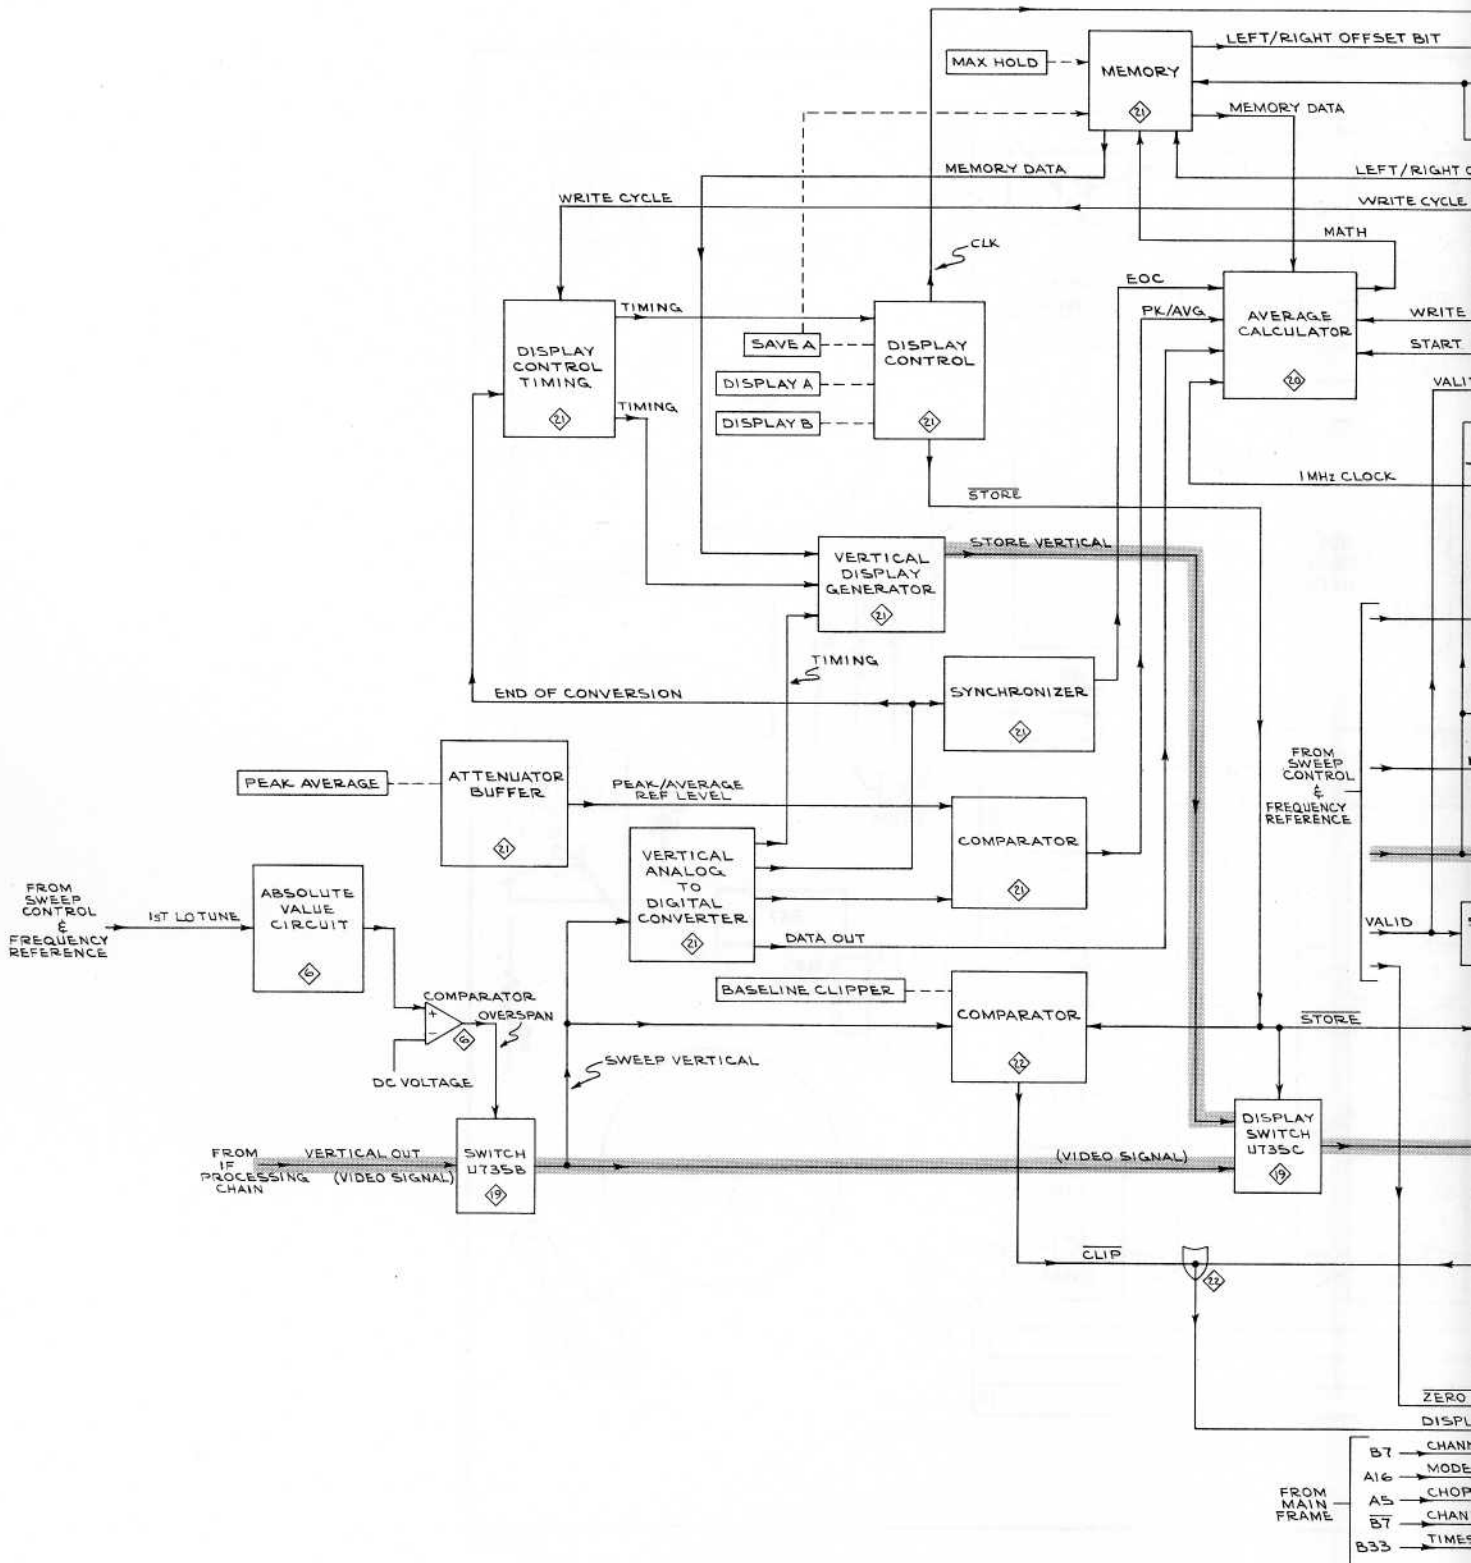 LEFT/RIGHT OFFSET BIT
MAX HOLD
MEMORY
21
MEMORY DATA
MEMORY DATA
LEFT/RIGHT
WRITE CYCLE
WRITE CYCLE
MATH
CLK
EOC
PK/AVG
TIMING
DISPLAY
CONTROL
TIMING
21
TIMING
SAVE A
DISPLAY A
DISPLAY B
DISPLAY
CONTROL
21
AVERAGE
CALCULATOR
20
WRITE
START
1MHz CLOCK
STORE
STORE VERTICAL
VERTICAL
DISPLAY
GENERATOR
21
TIMING
END OF CONVERSION
SYNCHRONIZER
21
PEAK AVERAGE
ATTENUATOR
BUFFER
21
PEAK/AVERAGE
REF LEVEL
COMPARATOR
21
VERTICAL
ANALOG
TO
DIGITAL
CONVERTER
21
DATA OUT
FROM
SWEEP
CONTROL
&
FREQUENCY
REFERENCE
FROM
SWEEP
CONTROL
&
FREQUENCY
REFERENCE
1ST LO TUNE
ABSOLUTE
VALUE
CIRCUIT
6
VALID
BASELINE CLIPPER
COMPARATOR
22
COMPARATOR
+
−
6
OVERSPAN
DC VOLTAGE
SWEEP VERTICAL
STORE
FROM
IF
PROCESSING
CHAIN
VERTICAL OUT
(VIDEO SIGNAL)
SWITCH
U735B
19
(VIDEO SIGNAL)
DISPLAY
SWITCH
U735C
19
CLIP
22
ZERO
FROM
MAIN
FRAME
B7
A16 MODE
A5
B7
B33